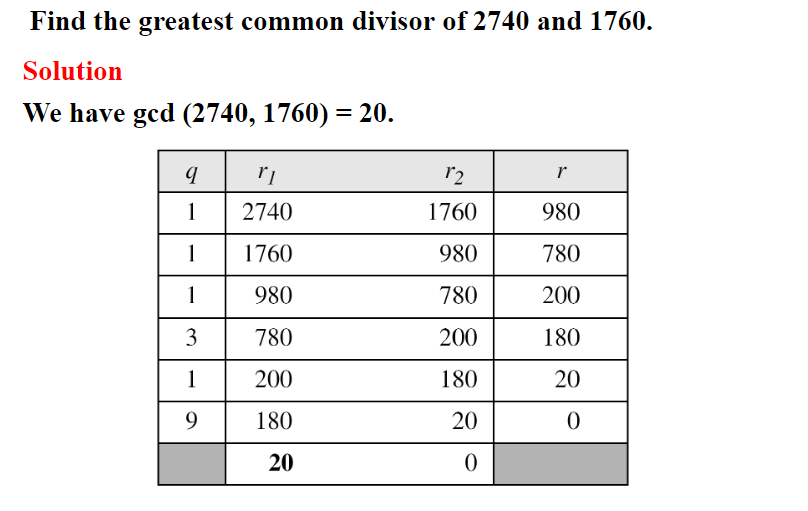 Find the greatest common divisor of 2740 and 1760.
Solution
We have gcd (2740, 1760) = 20.
q r1 r2 r
1 2740 1760 980
1 1760 980 780
1 980 780 200
3 780 200 180
1 200 180 20
9 180 20 0
20 0